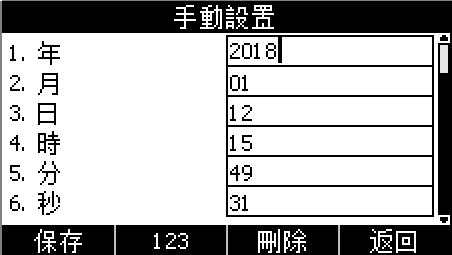 手動設置
1. 年 2018
2. 月 01
3. 日 12
4. 時 15
5. 分 49
6. 秒 31
保存 123 刪除 返回